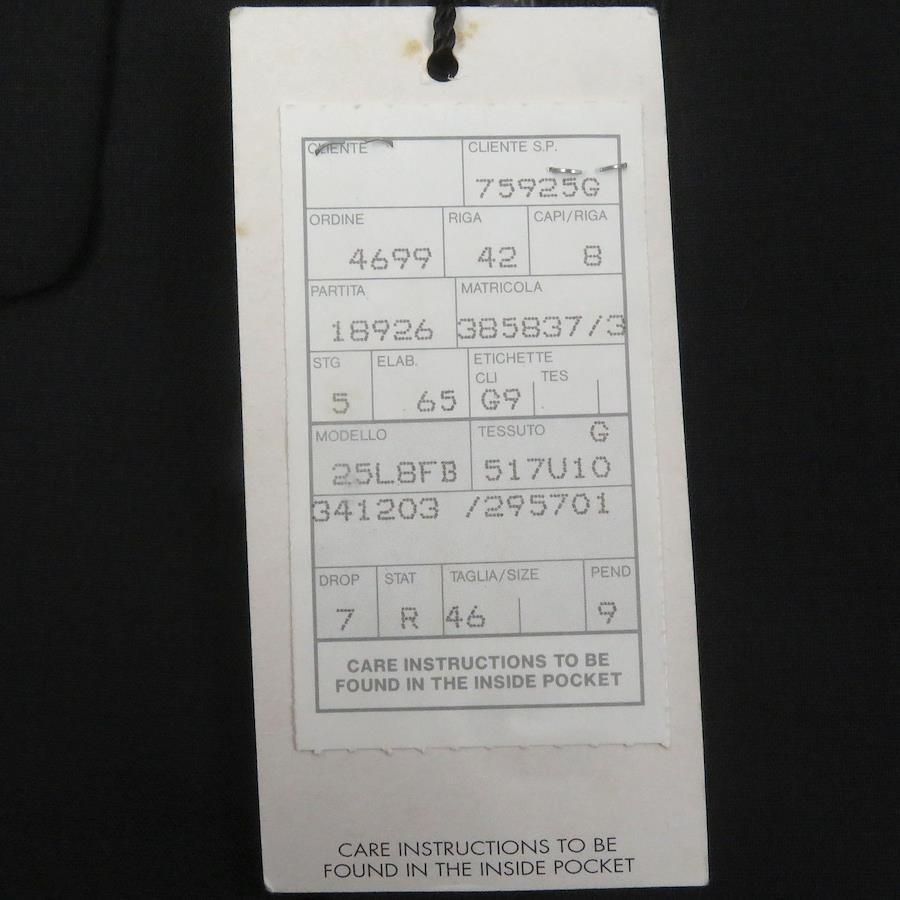 CLIENTE CLIENTE S.P.
75925G
ORDINE RIGA CAPI/RIGA
4699 42 8
PARTITA MATRICOLA
18926 385837/3
STG ELAB. ETICHETTE
CLI TES
5 65 G9
MODELLO TESSUTO G
25L8FB 517U10
341203 /295701
DROP STAT TAGLIA/SIZE PEND
7 R 46 9
CARE INSTRUCTIONS TO BE
FOUND IN THE INSIDE POCKET
CARE INSTRUCTIONS TO BE
FOUND IN THE INSIDE POCKET